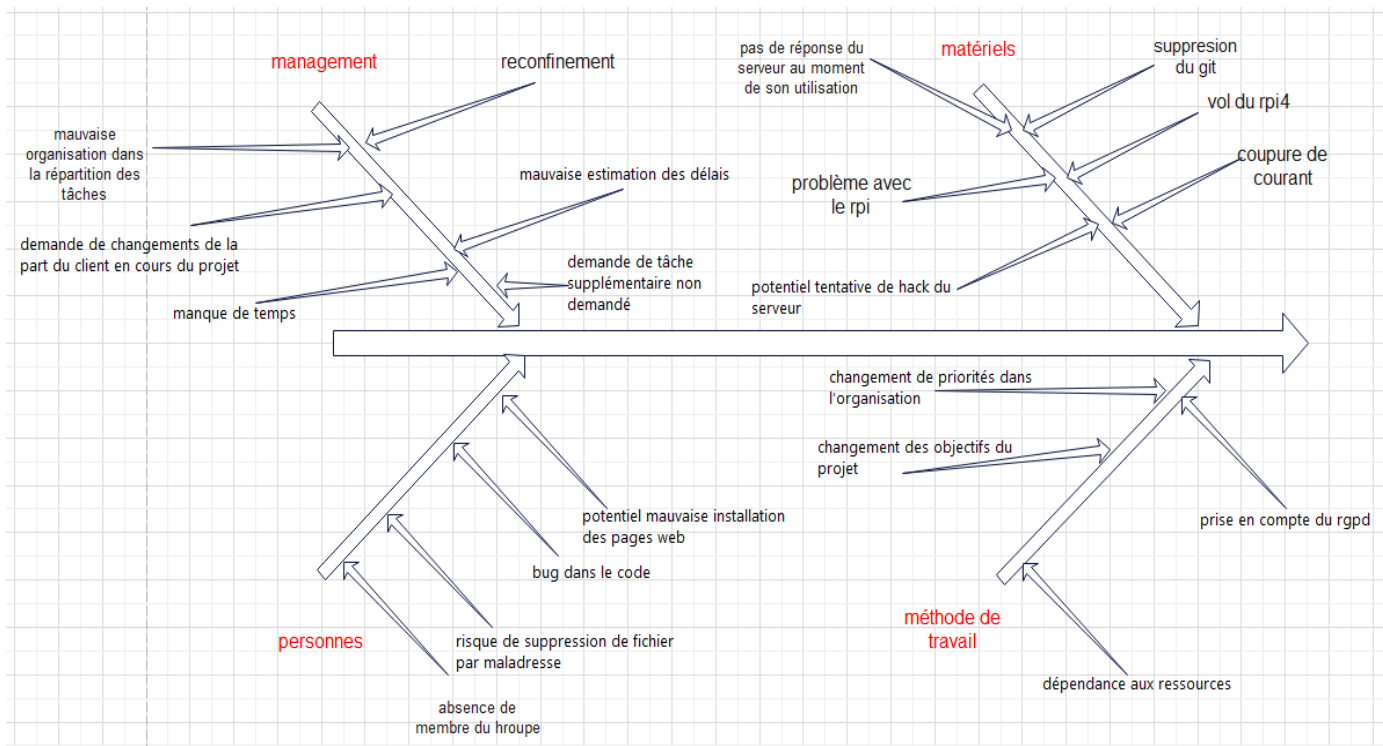 management
reconfinement
mauvaise
organisation dans
la répartition des
tâches
mauvaise estimation des délais
demande de changements de la
part du client en cours du projet
demande de tâche
supplémentaire non
demandé
manque de temps
pas de réponse du
serveur au moment
de son utilisation
matériels
suppresion
du git
vol du rpi4
coupure de
courant
problème avec
le rpi
potentiel tentative de hack du
serveur
changement de priorités dans
l'organisation
changement des objectifs du
projet
prise en compte du rgpd
méthode de
travail
dépendance aux ressources
potentiel mauvaise installation
des pages web
bug dans le code
personnes
risque de suppression de fichier
par maladresse
absence de
membre du hroupe